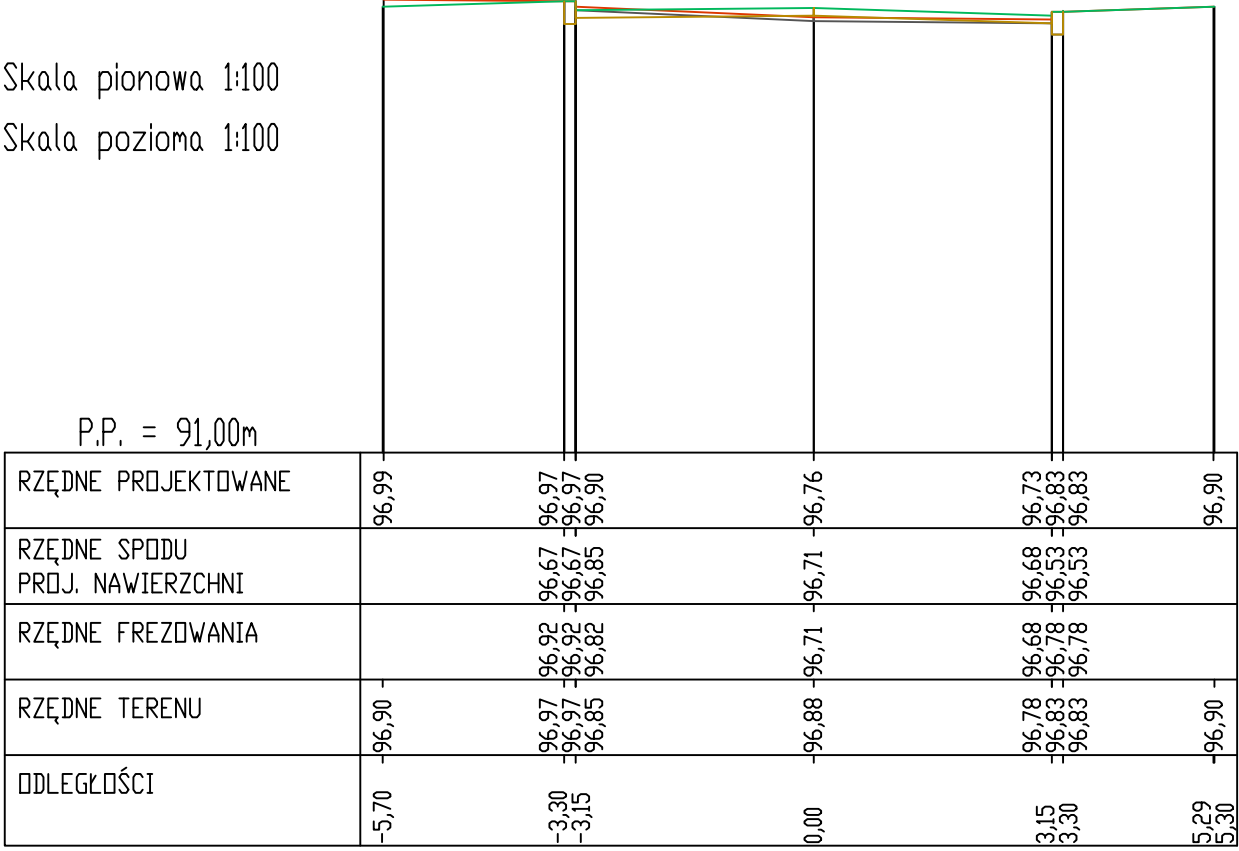 Skala pionowa 1:100
Skala pozioma 1:100
P.P. = 91,00m
RZĘDNE PROJEKTOWANE
96,99 96,97 96,97 96,90 96,76 96,73 96,83 96,83 96,90
RZĘDNE SPODU
PROJ. NAWIERZCHNI
96,67 96,67 96,85 96,71 96,68 96,53 96,53
RZĘDNE FREZOWANIA
96,92 96,92 96,82 96,71 96,68 96,78 96,78
RZĘDNE TERENU
96,90 96,97 96,97 96,85 96,88 96,78 96,83 96,83 96,90
ODLEGŁOŚCI
-5,70 -3,30 -3,15 0,00 3,15 3,30 5,29 5,30